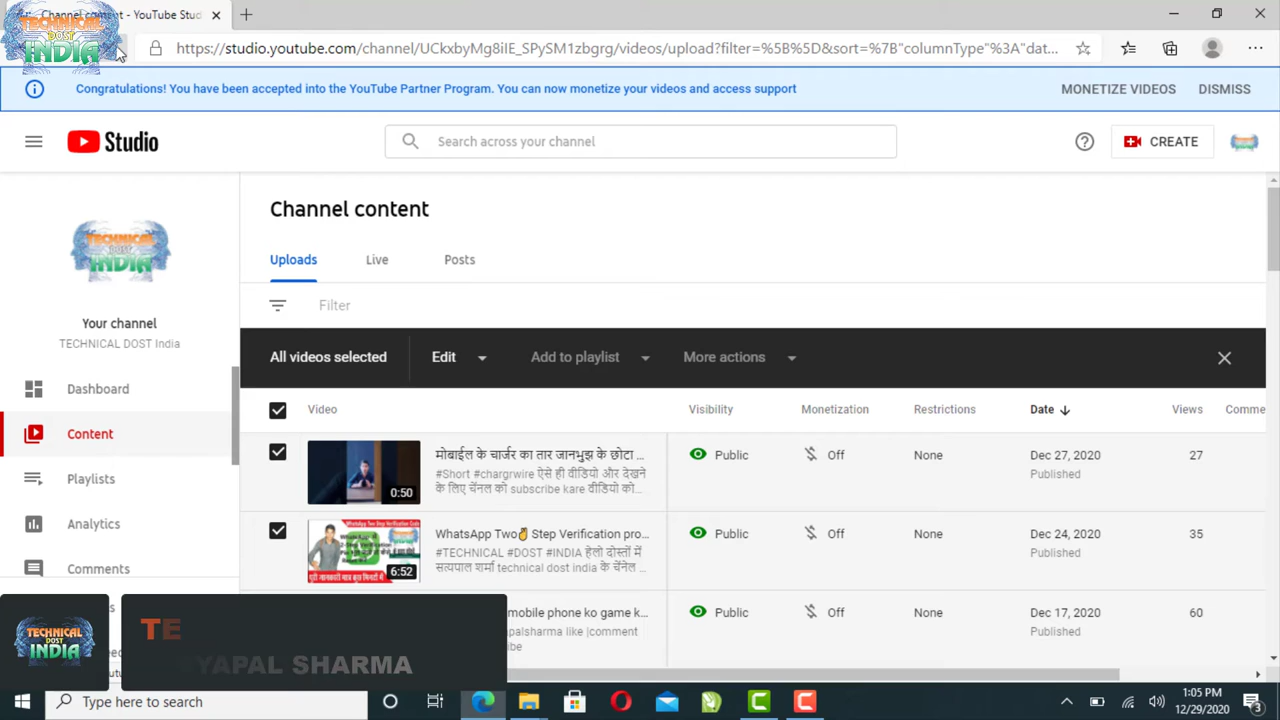 Channel content - YouTube Stud
https://studio.youtube.com/channel/UCkxbyMg8iIE_SPySM1zbgrg/videos/upload?filter=%5B%5D&sort=%7B"columnType"%3A"dat...
TECHNICAL
DOST
INDIA
Congratulations! You have been accepted into the YouTube Partner Program. You can now monetize your videos and access support
MONETIZE VIDEOS
DISMISS
Studio
Search across your channel
CREATE
Channel content
TECHNICAL
DOST
INDIA
Uploads
Live
Posts
Filter
Your channel
TECHNICAL DOST India
All videos selected
Edit
Add to playlist
More actions
Dashboard
Content
Playlists
Analytics
Comments
Video
Visibility
Monetization
Restrictions
Date
Views
Comme
मोबाईल के चार्जर का तार जानभुझ के छोटा ...
#Short #chargrwire ऐसे ही वीडियो और देखने
के लिए चॅनल को subscribe kare वीडियो को...
0:50
Public
Off
None
Dec 27, 2020
Published
27
WhatsApp Two✌ Step Verification pro...
#TECHNICAL #DOST #INDIA हेलो दोस्तों में
सत्यपाल शर्मा technical dost india के चेंनेल ...
6:52
Public
Off
None
Dec 24, 2020
Published
35
mobile phone ko game k...
palsharma like |comment
ibe
Public
Off
None
Dec 17, 2020
Published
60
TECHNICAL
DOST
INDIA
TE
YAPAL SHARMA
Type here to search
1:05 PM
12/29/2020
3